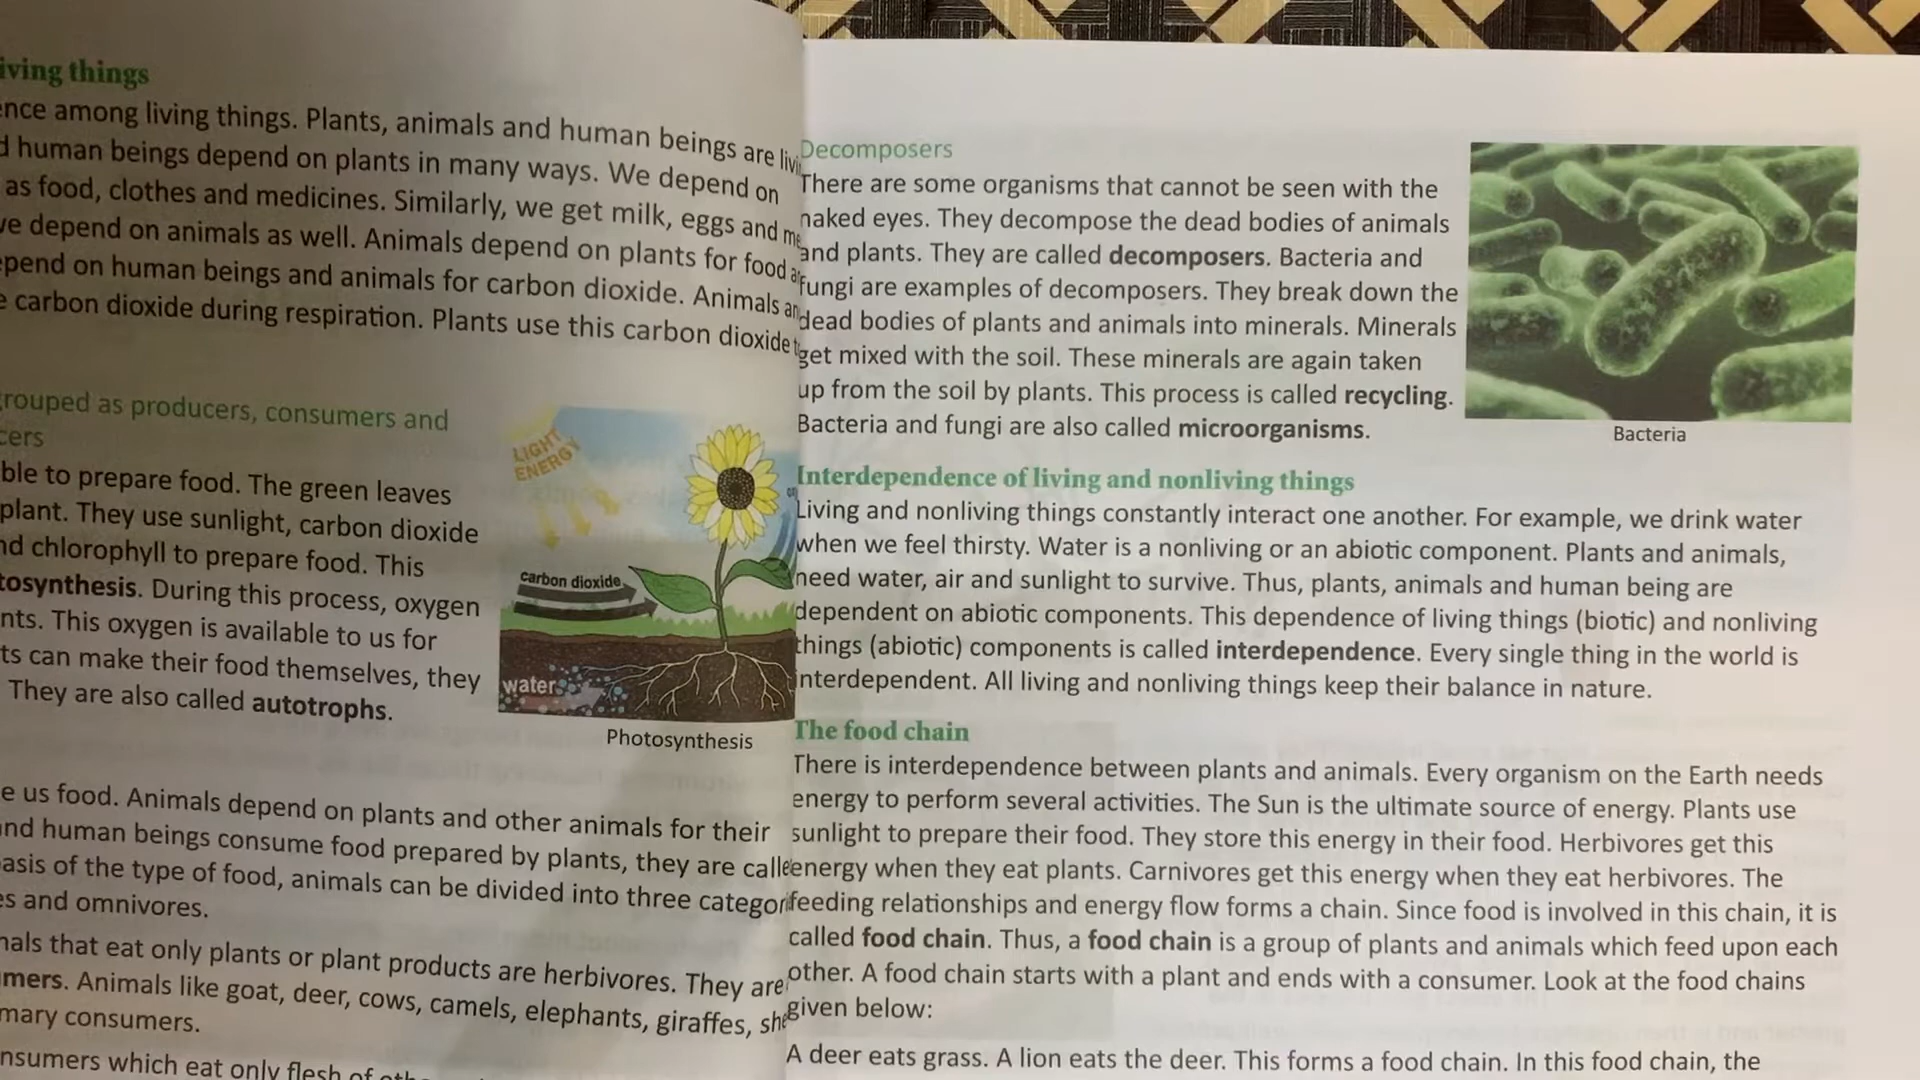 iving things
ence among living things. Plants, animals and human beings are
d human beings depend on plants in many ways. We depend on
as food, clothes and medicines. Similarly, we get milk, eggs and
ve depend on animals as well. Animals depend on plants for food
epend on human beings and animals for carbon dioxide. Animals
e carbon dioxide during respiration. Plants use this carbon dioxide
rouped as producers, consumers and
cers
ble to prepare food. The green leaves
plant. They use sunlight, carbon dioxide
nd chlorophyll to prepare food. This
tosynthesis. During this process, oxygen
nts. This oxygen is available to us for
ts can make their food themselves, they
They are also called autotrophs.
LIGHT
ENERGY
carbon dioxide
water
Photosynthesis
e us food. Animals depend on plants and other animals for their
and human beings consume food prepared by plants, they are calle
asis of the type of food, animals can be divided into three categor
es and omnivores.
nals that eat only plants or plant products are herbivores. They are
mers. Animals like goat, deer, cows, camels, elephants, giraffes,
mary consumers.
nsumers which eat only flesh of
Decomposers
There are some organisms that cannot be seen with the
naked eyes. They decompose the dead bodies of animals
and plants. They are called decomposers. Bacteria and
fungi are examples of decomposers. They break down the
dead bodies of plants and animals into minerals. Minerals
get mixed with the soil. These minerals are again taken
up from the soil by plants. This process is called recycling.
Bacteria and fungi are also called microorganisms.
Bacteria
Interdependence of living and nonliving things
Living and nonliving things constantly interact one another. For example, we drink water
when we feel thirsty. Water is a nonliving or an abiotic component. Plants and animals,
need water, air and sunlight to survive. Thus, plants, animals and human being are
dependent on abiotic components. This dependence of living things (biotic) and nonliving
things (abiotic) components is called interdependence. Every single thing in the world is
interdependent. All living and nonliving things keep their balance in nature.
The food chain
There is interdependence between plants and animals. Every organism on the Earth needs
energy to perform several activities. The Sun is the ultimate source of energy. Plants use
sunlight to prepare their food. They store this energy in their food. Herbivores get this
energy when they eat plants. Carnivores get this energy when they eat herbivores. The
feeding relationships and energy flow forms a chain. Since food is involved in this chain, it is
called food chain. Thus, a food chain is a group of plants and animals which feed upon each
other. A food chain starts with a plant and ends with a consumer. Look at the food chains
given below:
A deer eats grass. A lion eats the deer. This forms a food chain. In this food chain, the